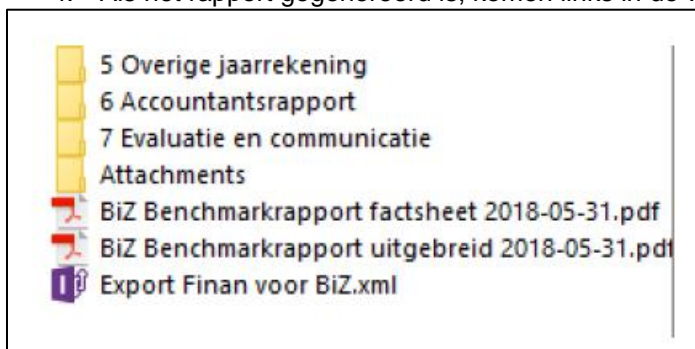 5 Overige jaarrekening
6 Accountantsrapport
7 Evaluatie en communicatie
Attachments
BiZ Benchmarkrapport factsheet 2018-05-31.pdf
BiZ Benchmarkrapport uitgebreid 2018-05-31.pdf
Export Finan voor BiZ.xml